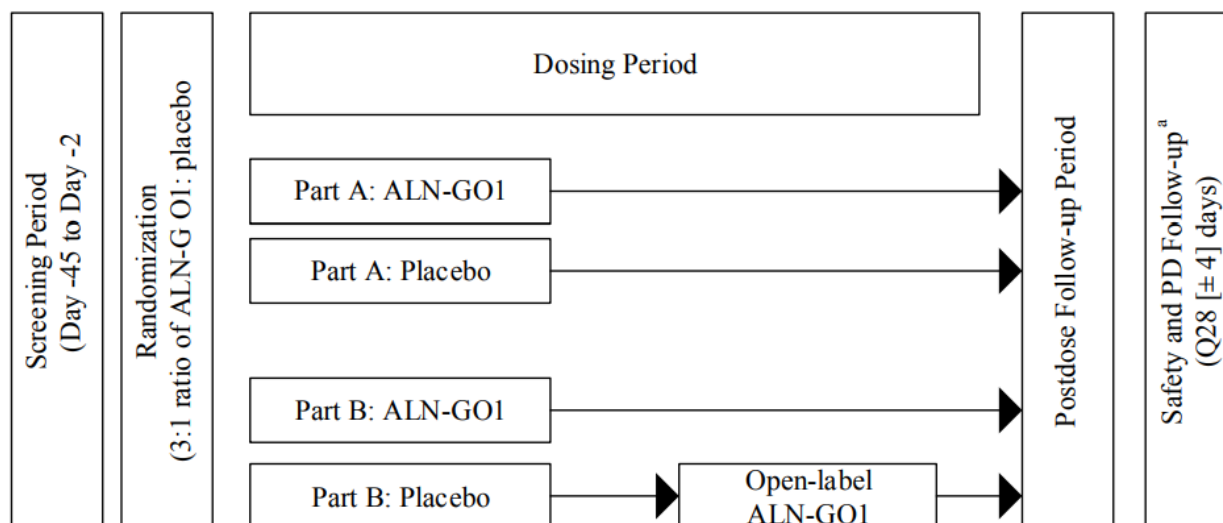 Screening Period
(Day -45 to Day -2
Randomization
(3:1 ratio of ALN-G O1: placebo
Dosing Period
Part A: ALN-GO1
Part A: Placebo
Part B: ALN-GO1
Part B: Placebo
Open-label
ALN-GO1
Postdose Follow-up Period
Safety and PD Follow-up a
(Q28 [± 4] days)